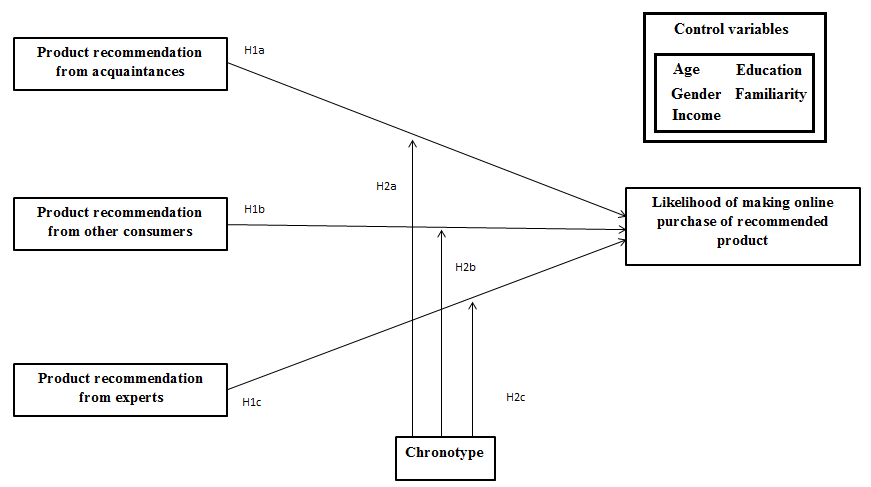 Control variables
Age Education
Gender Familiarity
Income
Product recommendation
from acquaintances
H1a
H2a
Product recommendation
from other consumers
H1b
H2b
Likelihood of making online
purchase of recommended
product
Product recommendation
from experts
H1c
H2c
Chronotype